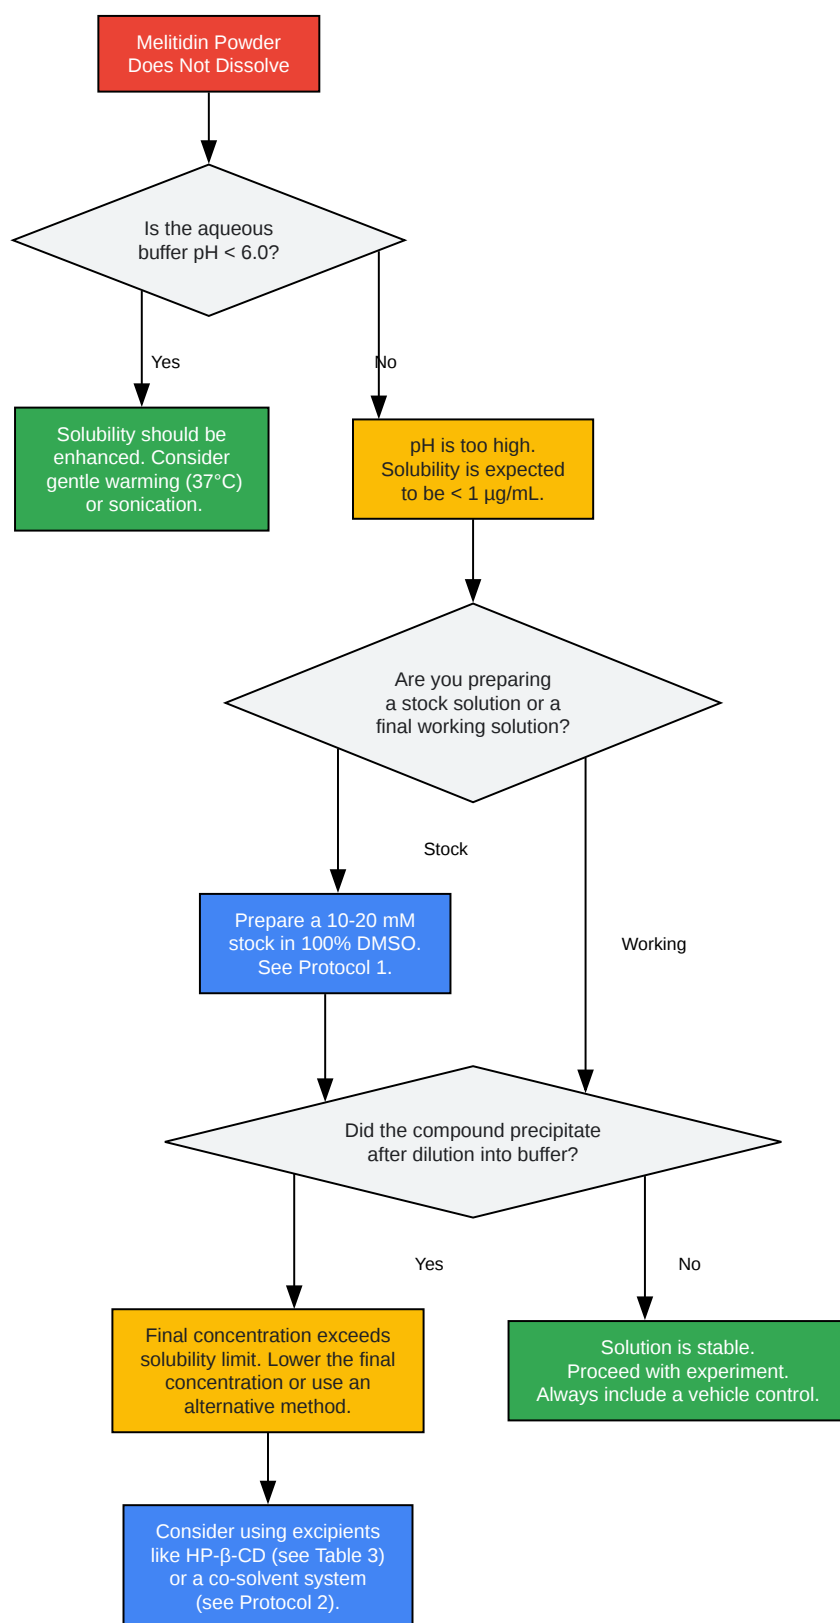 Melitidin Powder
Does Not Dissolve
Is the aqueous
buffer pH < 6.0?
Yes
No
Solubility should be
enhanced. Consider
gentle warming (37°C)
or sonication.
pH is too high.
Solubility is expected
to be < 1 µg/mL.
Are you preparing
a stock solution or a
final working solution?
Stock
Prepare a 10-20 mM
stock in 100% DMSO.
See Protocol 1.
Working
Did the compound precipitate
after dilution into buffer?
Yes
No
Final concentration exceeds
solubility limit. Lower the final
concentration or use an
alternative method.
Solution is stable.
Proceed with experiment.
Always include a vehicle control.
Consider using excipients
like HP-β-CD (see Table 3)
or a co-solvent system
(see Protocol 2).